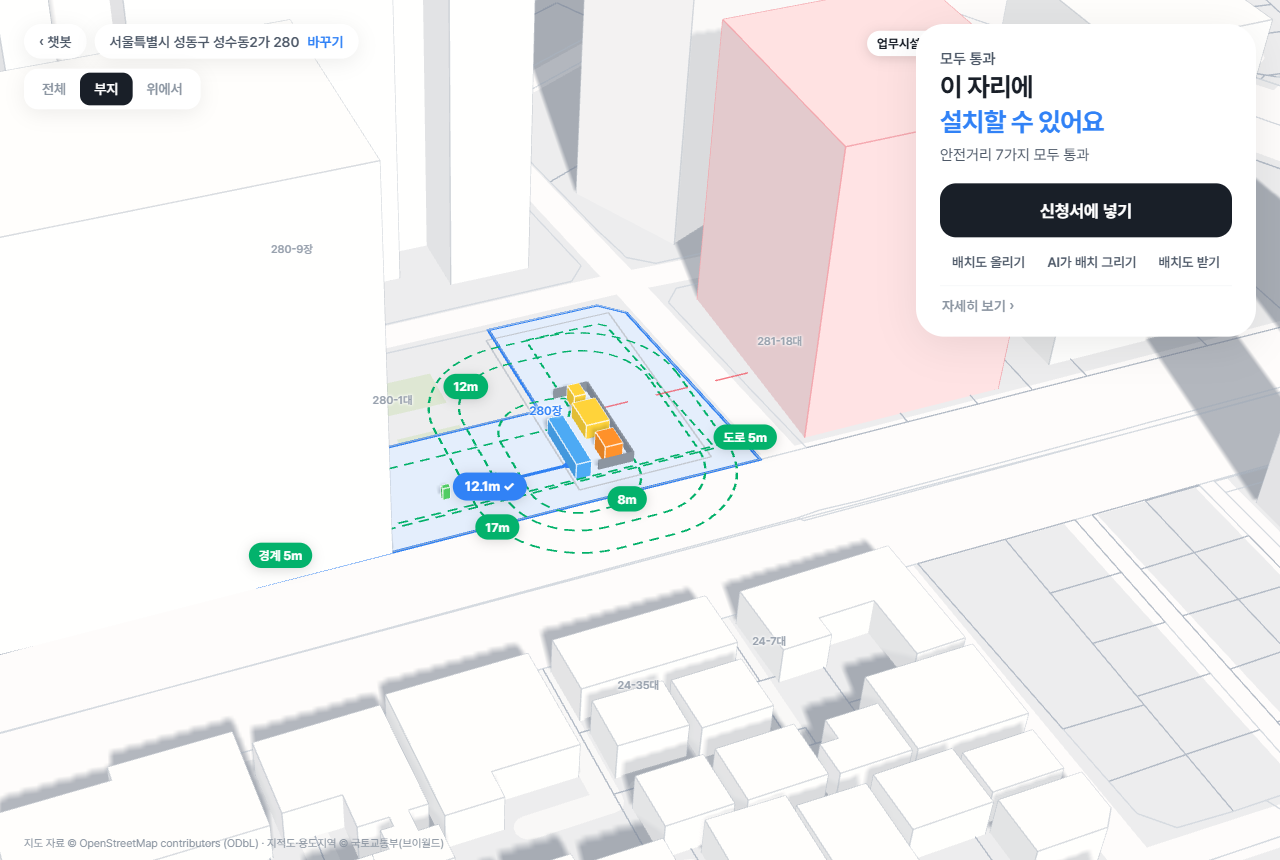 ‹ 챗봇
서울특별시 성동구 성수동2가 280 바꾸기
전체 부지 위에서
업무시설
모두 통과
이 자리에
설치할 수 있어요
안전거리 7가지 모두 통과
신청서에 넣기
배치도 올리기 AI가 배치 그리기 배치도 받기
자세히 보기 ›
280-9장
281-18대
12m
280-1대
280장
도로 5m
12.1m ✓
8m
17m
경계 5m
24-7대
24-35대
지도 자료 © OpenStreetMap contributors (ODbL) · 지적도·용도지역 © 국토교통부(브이월드)